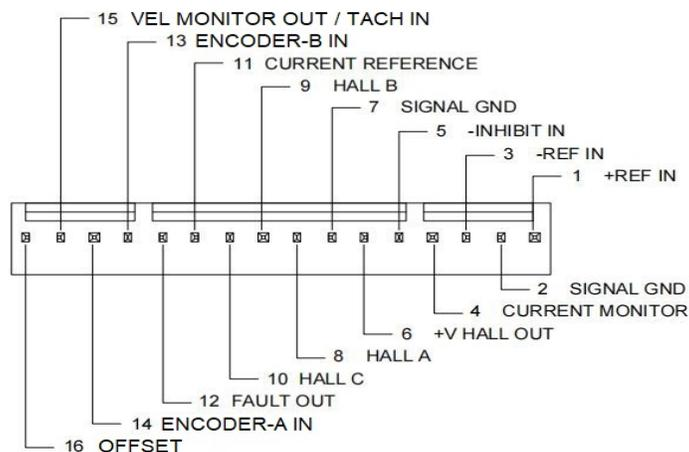 15 VEL MONITOR OUT / TACH IN
13 ENCODER-B IN
11 CURRENT REFERENCE
9 HALL B
7 SIGNAL GND
5 -INHIBIT IN
3 -REF IN
1 +REF IN
2 SIGNAL GND
4 CURRENT MONITOR
6 +V HALL OUT
8 HALL A
10 HALL C
12 FAULT OUT
14 ENCODER-A IN
16 OFFSET